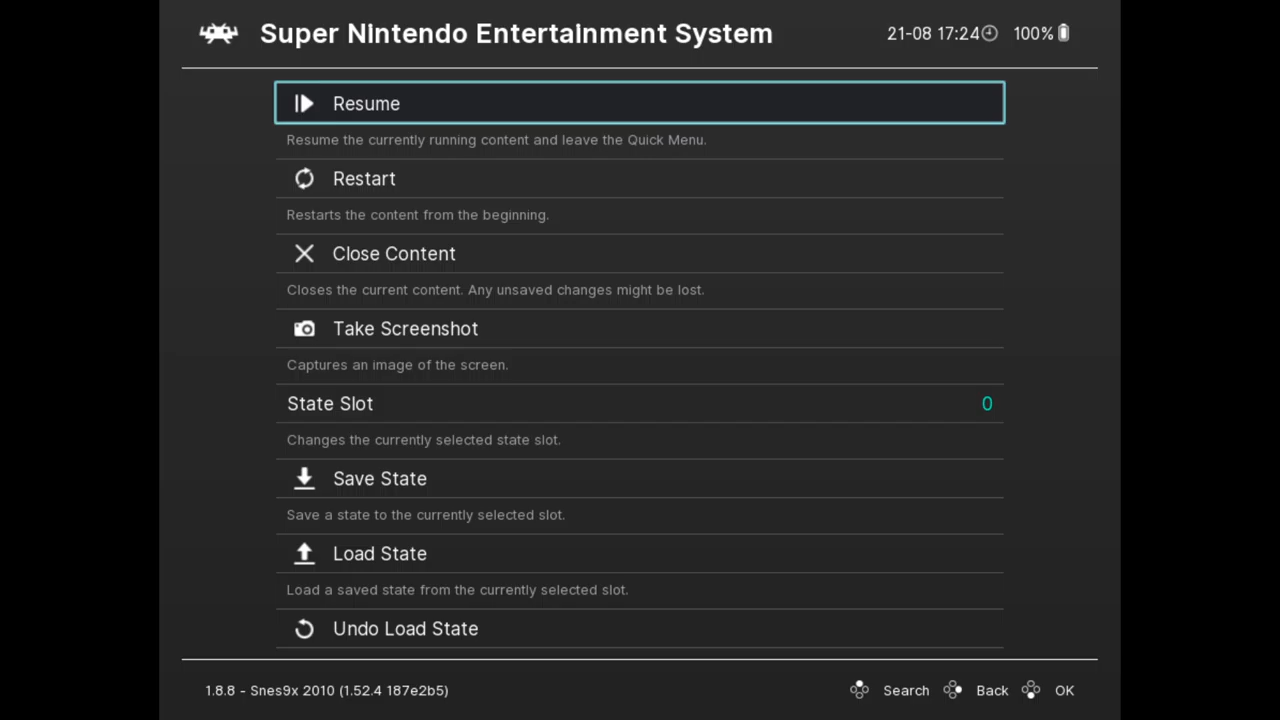 Super Nintendo Entertainment System
21-08 17:24 100%
Resume
Resume the currently running content and leave the Quick Menu.
Restart
Restarts the content from the beginning.
Close Content
Closes the current content. Any unsaved changes might be lost.
Take Screenshot
Captures an image of the screen.
State Slot 0
Changes the currently selected state slot.
Save State
Save a state to the currently selected slot.
Load State
Load a saved state from the currently selected slot.
Undo Load State
1.8.8 - Snes9x 2010 (1.52.4 187e2b5) Search Back OK